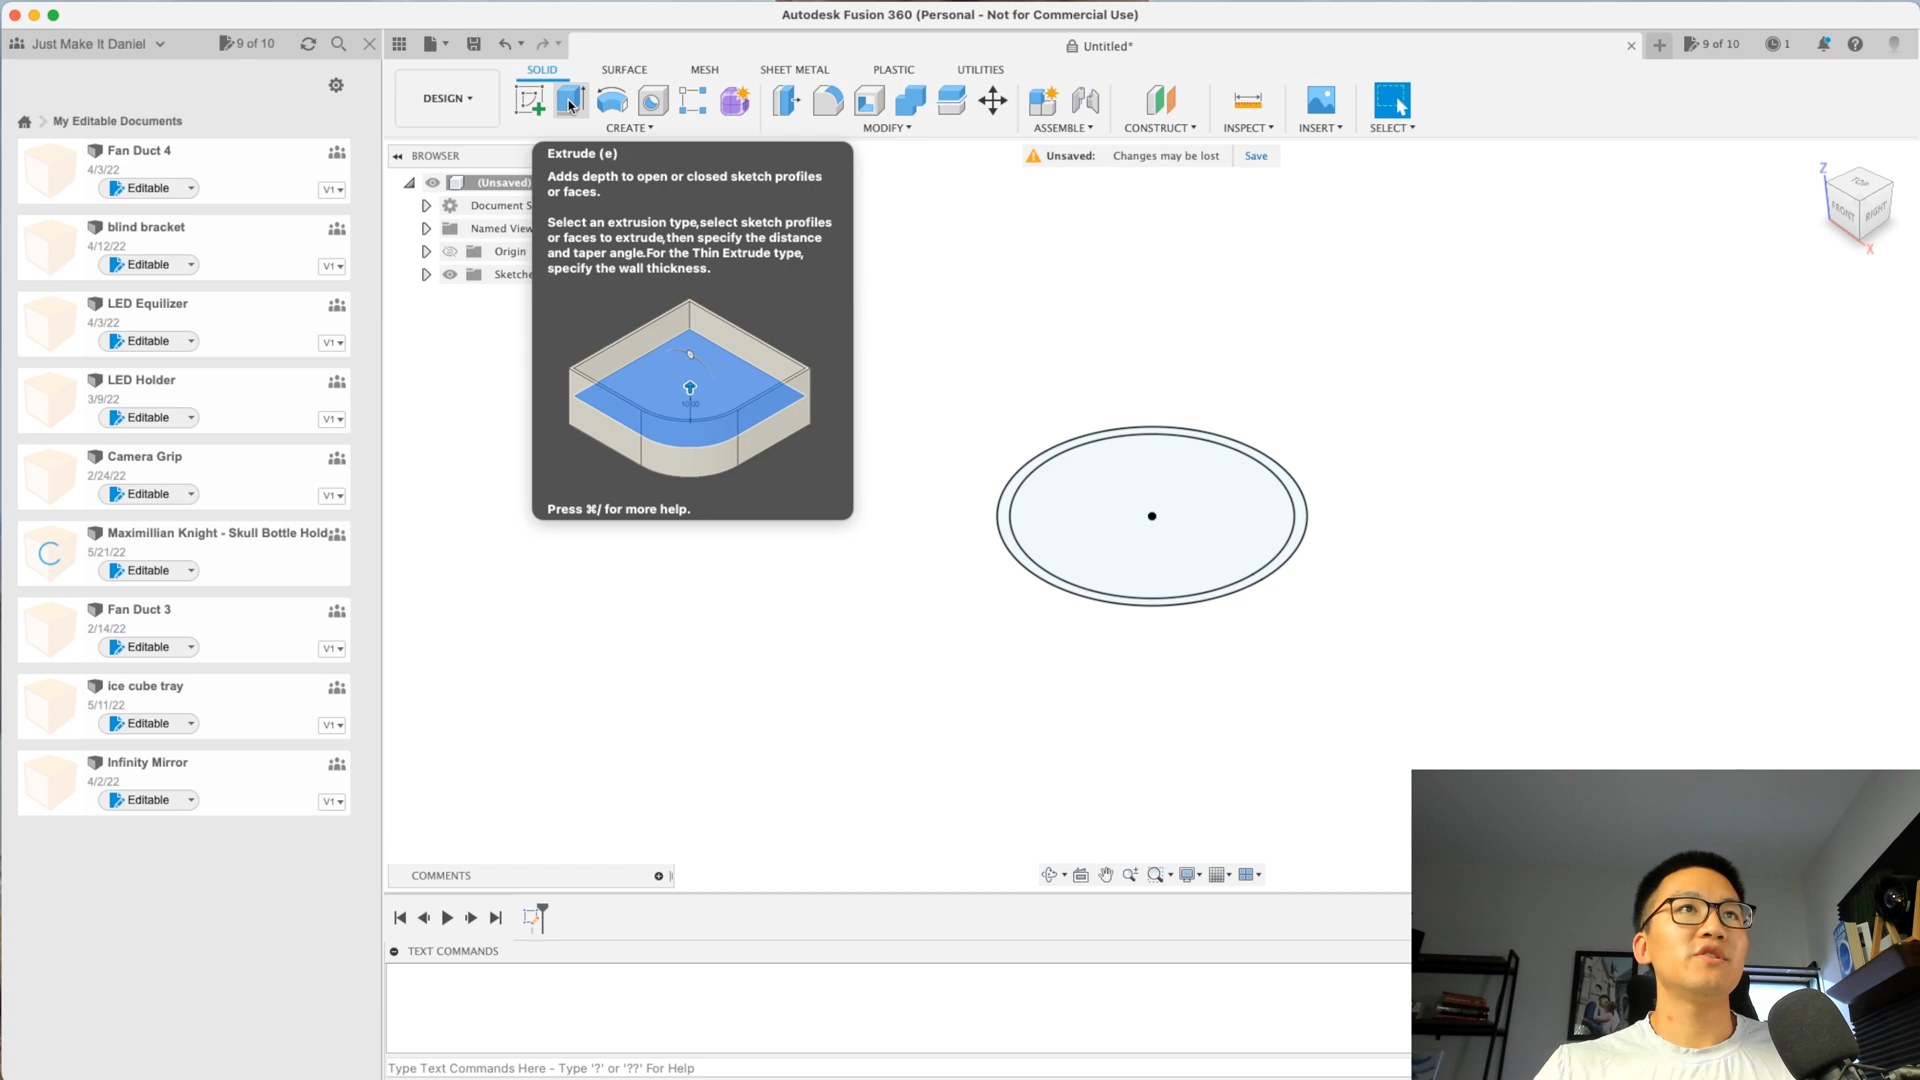 Autodesk Fusion 360 (Personal - Not for Commercial Use)
Just Make It Daniel
9 of 10
Untitled*
9 of 10
1
SOLID
SURFACE
MESH
SHEET METAL
PLASTIC
UTILITIES
DESIGN
CREATE
MODIFY
ASSEMBLE
CONSTRUCT
INSPECT
INSERT
SELECT
My Editable Documents
Fan Duct 4
4/3/22
Editable
V1
blind bracket
4/12/22
Editable
V1
LED Equilizer
4/3/22
Editable
V1
LED Holder
3/9/22
Editable
V1
Camera Grip
2/24/22
Editable
V1
Maximillian Knight - Skull Bottle Hold
5/21/22
Editable
Fan Duct 3
2/14/22
Editable
V1
ice cube tray
5/11/22
Editable
V1
Infinity Mirror
4/2/22
Editable
V1
BROWSER
(Unsaved)
Document S
Named View
Origin
Sketche
Extrude (e)
Adds depth to open or closed sketch profiles
or faces.
Select an extrusion type,select sketch profiles
or faces to extrude,then specify the distance
and taper angle.For the Thin Extrude type,
specify the wall thickness.
10.00
Press ⌘/ for more help.
Unsaved:
Changes may be lost
Save
Z
TOP
FRONT
RIGHT
X
COMMENTS
TEXT COMMANDS
Type Text Commands Here - Type '?' or '??' For Help